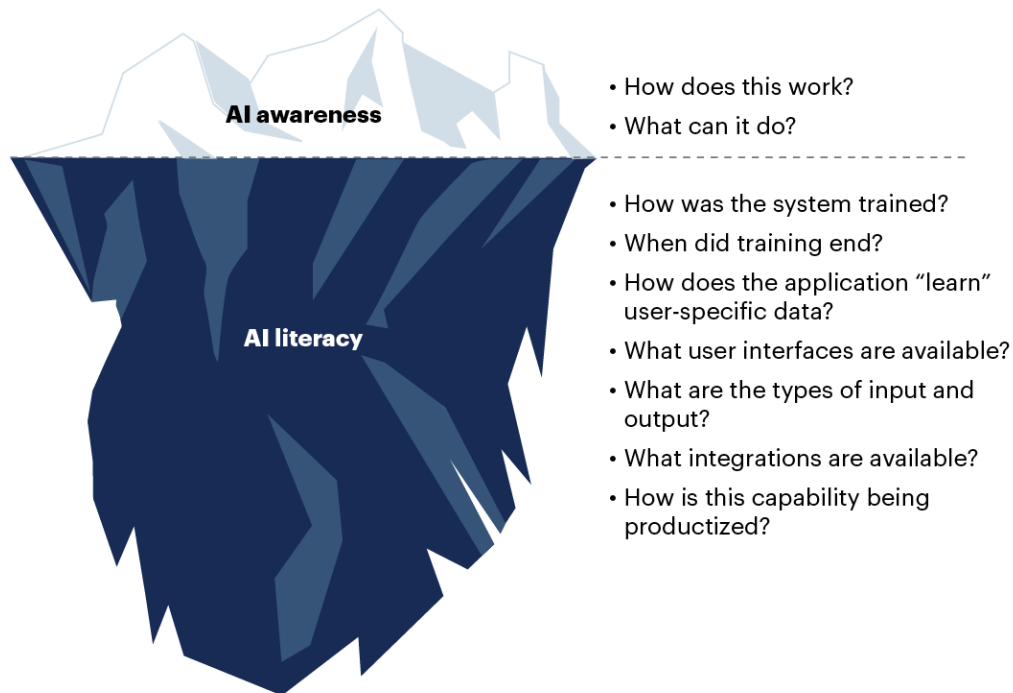 AI awareness
• How does this work?
• What can it do?
AI literacy
• How was the system trained?
• When did training end?
• How does the application “learn”
user-specific data?
• What user interfaces are available?
• What are the types of input and
output?
• What integrations are available?
• How is this capability being
productized?